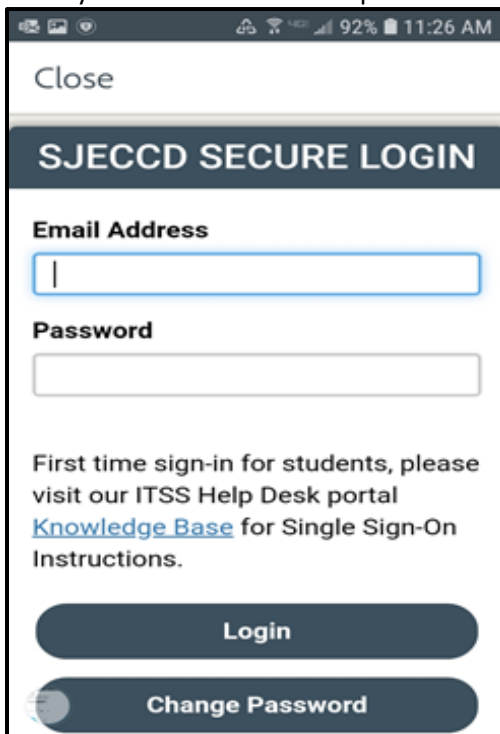 92% 11:26 AM
Close
SJECCD SECURE LOGIN
Email Address
Password
First time sign-in for students, please
visit our ITSS Help Desk portal
Knowledge Base for Single Sign-On
Instructions.
Login
Change Password